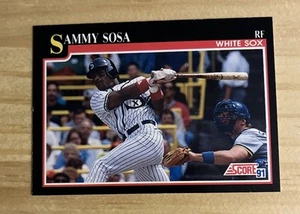 SAMMY SOSA
RF
WHITE SOX
SCORE 91